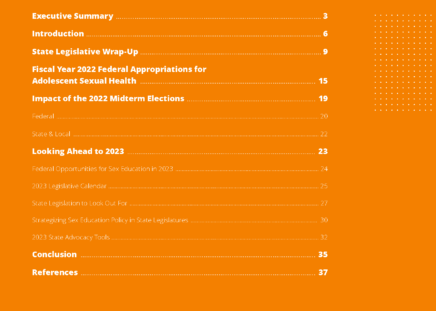 Executive Summary 3
Introduction 6
State Legislative Wrap-Up 9
Fiscal Year 2022 Federal Appropriations for
Adolescent Sexual Health 15
Impact of the 2022 Midterm Elections 19
Federal 20
State & Local 22
Looking Ahead to 2023 23
Federal Opportunities for Sex Education in 2023 24
2023 Legislative Calendar 25
State Legislation to Look Out For 27
Strategizing Sex Education Policy in State Legislatures 30
2023 State Advocacy Tools 32
Conclusion 35
References 37